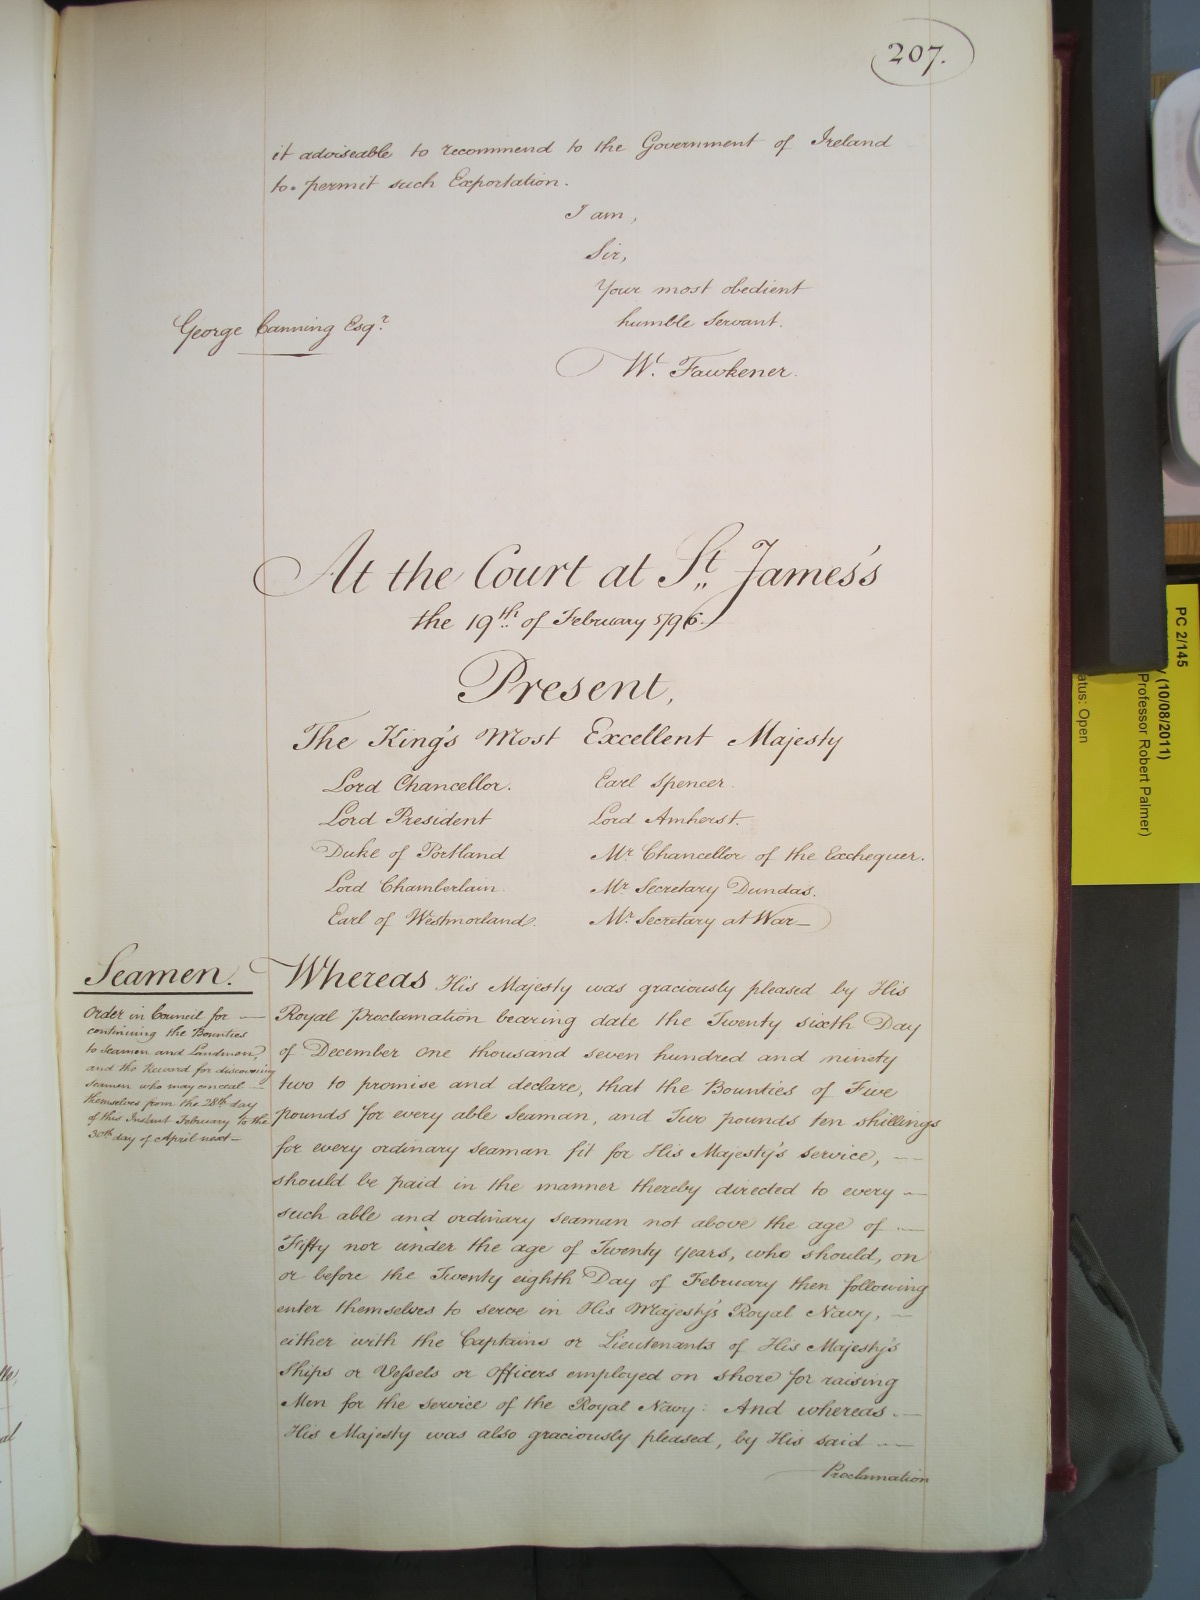 207.
it adviseable to recommend to the Government of Ireland
to permit such Exportation.
I am,
Sir,
Your most obedient
humble Servant.
George Canning Esqr.
W. Fawkener.
At the Court at St. James's
the 19th of February 1796.
Present,
The King's Most Excellent Majesty
Lord Chancellor. Earl Spencer.
Lord President Lord Amherst.
Duke of Portland Mr Chancellor of the Exchequer.
Lord Chamberlain. Mr Secretary Dundas.
Earl of Westmorland. Mr Secretary at War
Seamen.
Order in Council for
continuing the Bounties
to Seamen and Landmen,
and the Reward for discovering
Seamen who may conceal
themselves from the 28th day
of this Instant February to the
30th day of April next
Whereas His Majesty was graciously pleased by His
Royal Proclamation bearing date the Twenty sixth Day
of December one thousand seven hundred and ninety
two to promise and declare, that the Bounties of Five
pounds for every able Seaman, and Two pounds ten shillings
for every ordinary seaman fit for His Majesty's service,
should be paid in the manner thereby directed to every
such able and ordinary seaman not above the age of
Fifty nor under the age of Twenty years, who should, on
or before the Twenty eighth Day of February then following
enter themselves to serve in His Majesty's Royal Navy,
either with the Captains or Lieutenants of His Majesty's
Ships or Vessels or Officers employed on shore for raising
Men for the service of the Royal Navy: And whereas
His Majesty was also graciously pleased, by His said
Proclamation
PC 2/145
(10/08/2011)
Professor Robert Palmer)
atus: Open